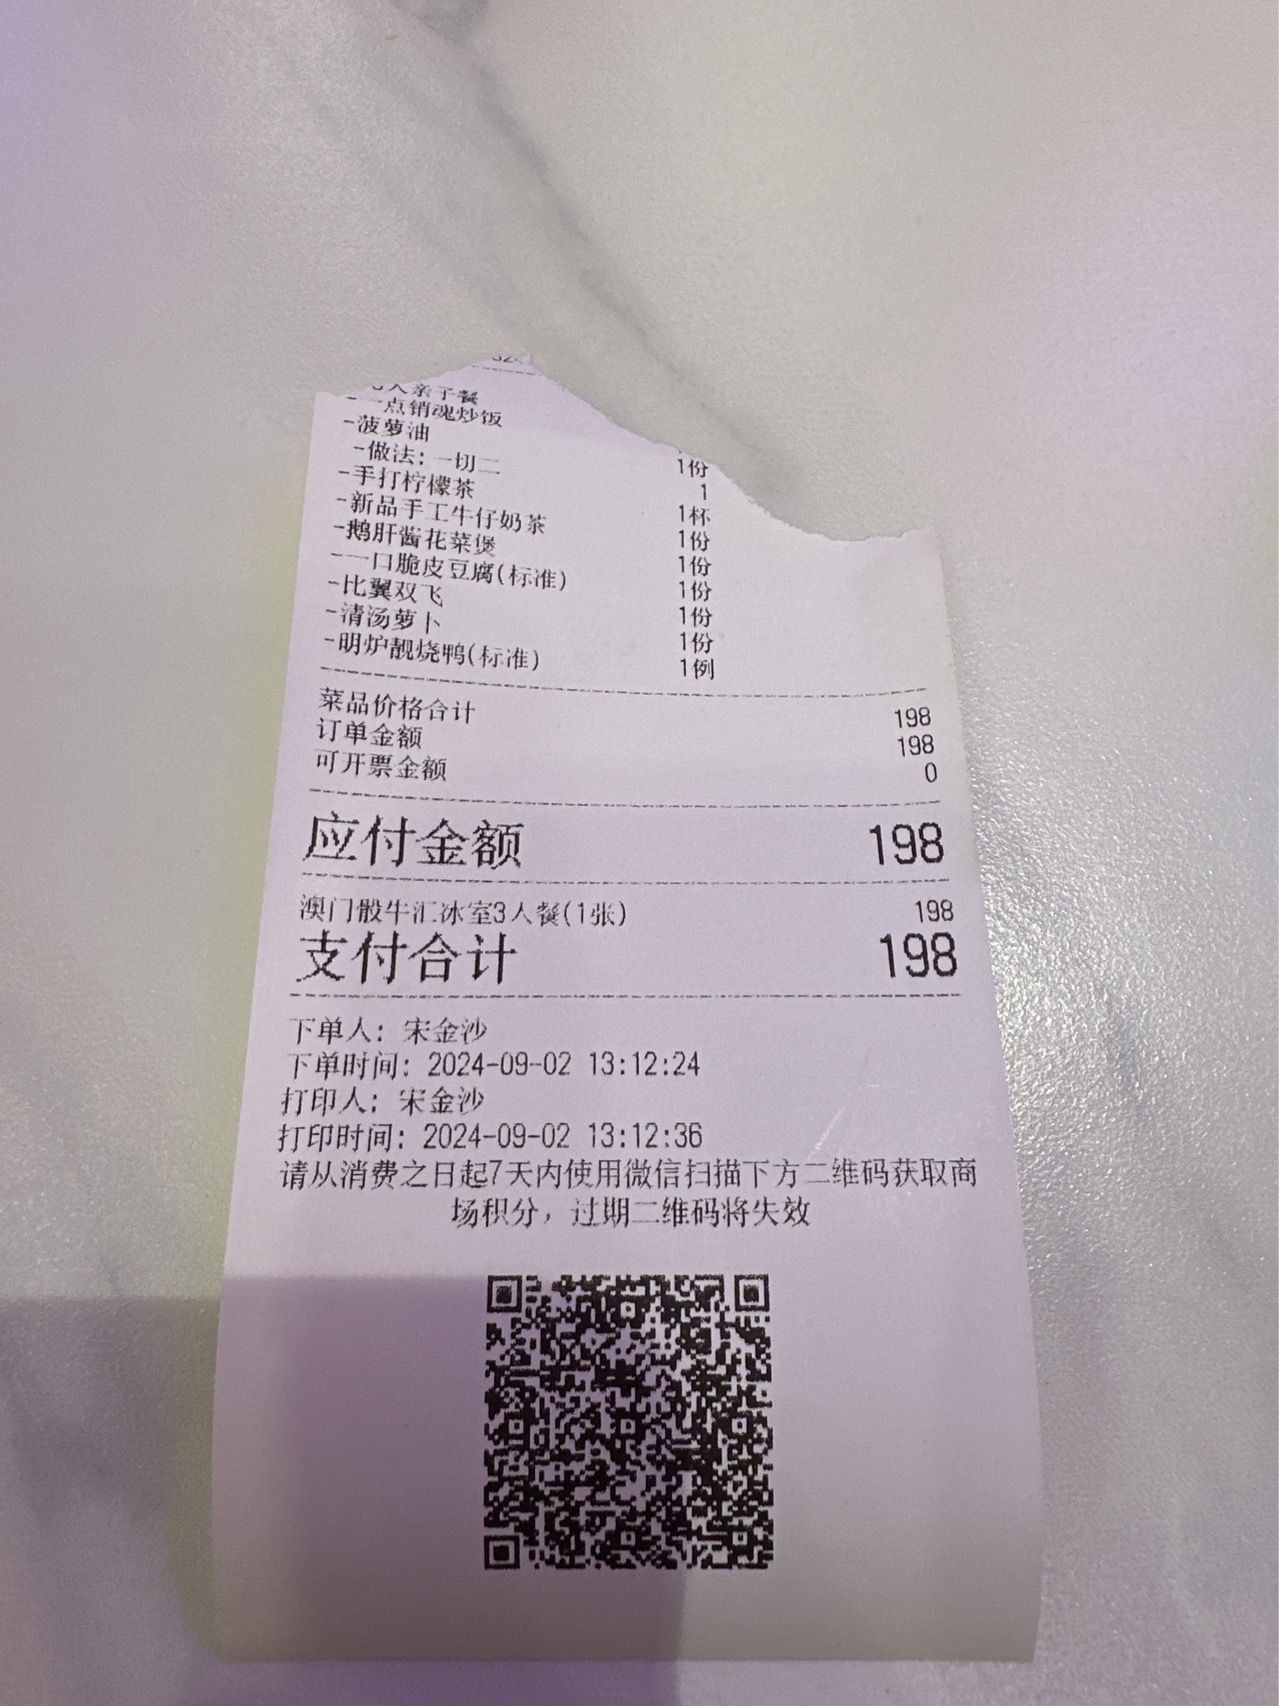 人亲子餐
一点销魂炒饭
-菠萝油 1份
-做法:一切二 1
-手打柠檬茶 1杯
-新品手工牛仔奶茶 1份
-鹅肝酱花菜煲 1份
-一口脆皮豆腐(标准) 1份
-比翼双飞 1份
-清汤萝卜 1份
-明炉靓烧鸭(标准) 1例
菜品价格合计 198
订单金额 198
可开票金额 0
应付金额 198
澳门骰牛汇冰室3人餐(1张) 198
支付合计 198
下单人: 宋金沙
下单时间: 2024-09-02 13:12:24
打印人: 宋金沙
打印时间: 2024-09-02 13:12:36
请从消费之日起7天内使用微信扫描下方二维码获取商
场积分，过期二维码将失效